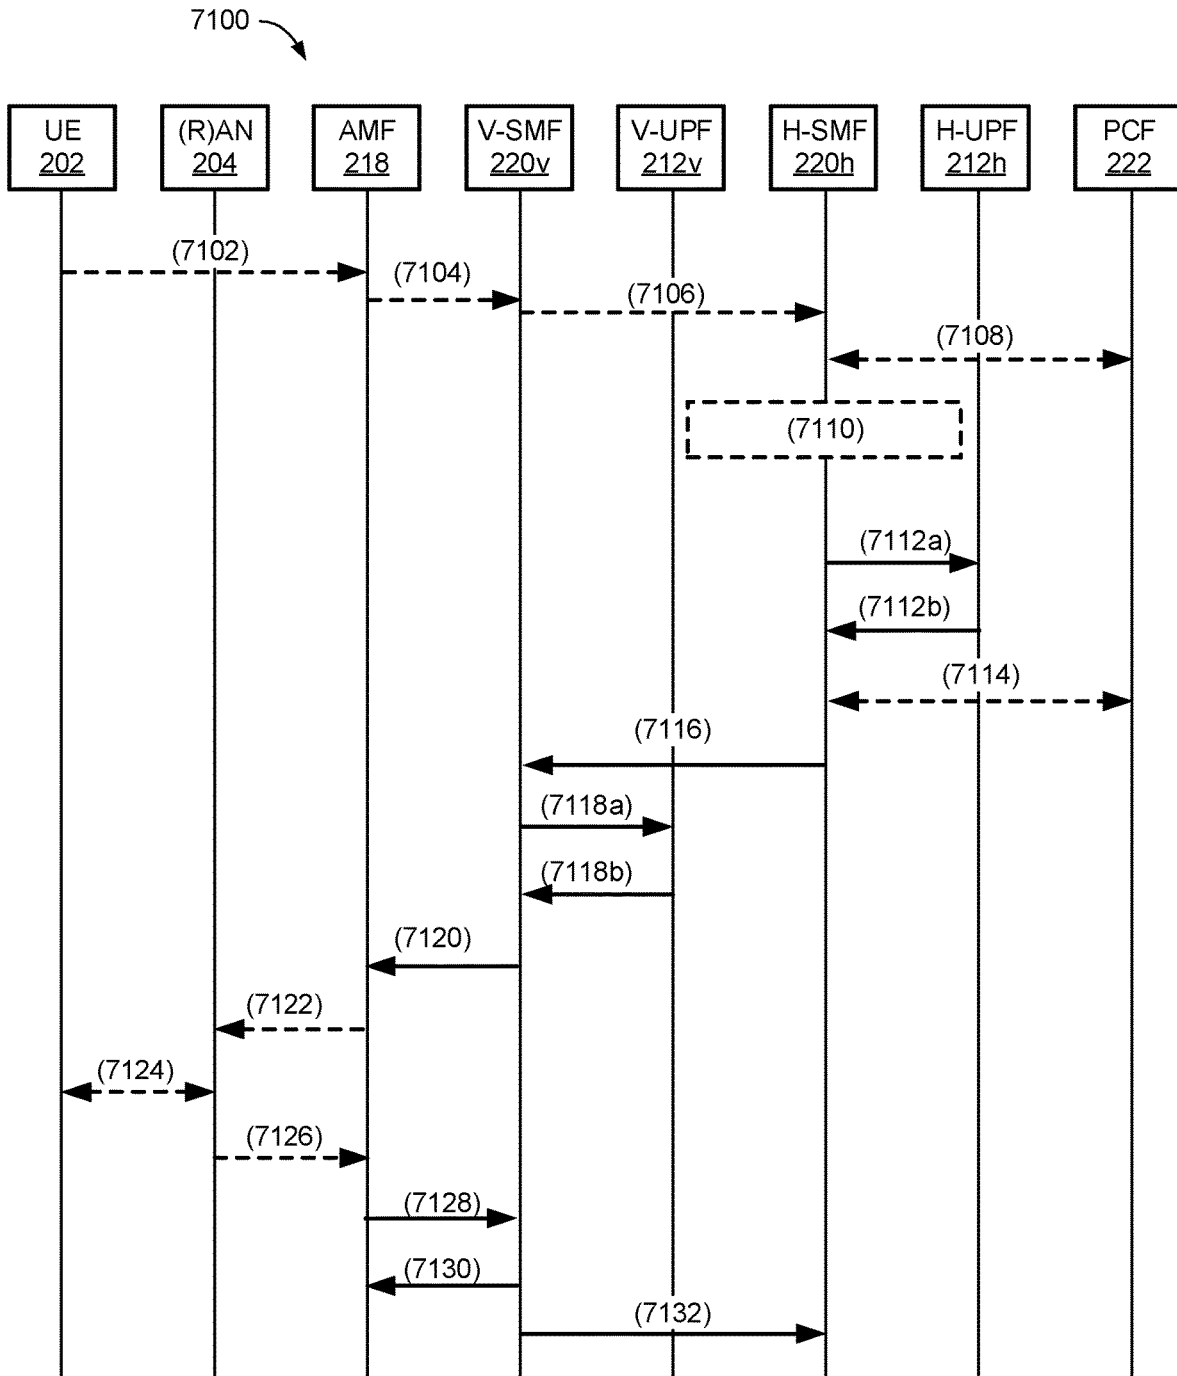 7100
UE
202
(R)AN
204
AMF
218
V-SMF
220v
V-UPF
212v
H-SMF
220h
H-UPF
212h
PCF
222
(7102)
(7104)
(7106)
(7108)
(7110)
(7112a)
(7112b)
(7114)
(7116)
(7118a)
(7118b)
(7120)
(7122)
(7124)
(7126)
(7128)
(7130)
(7132)